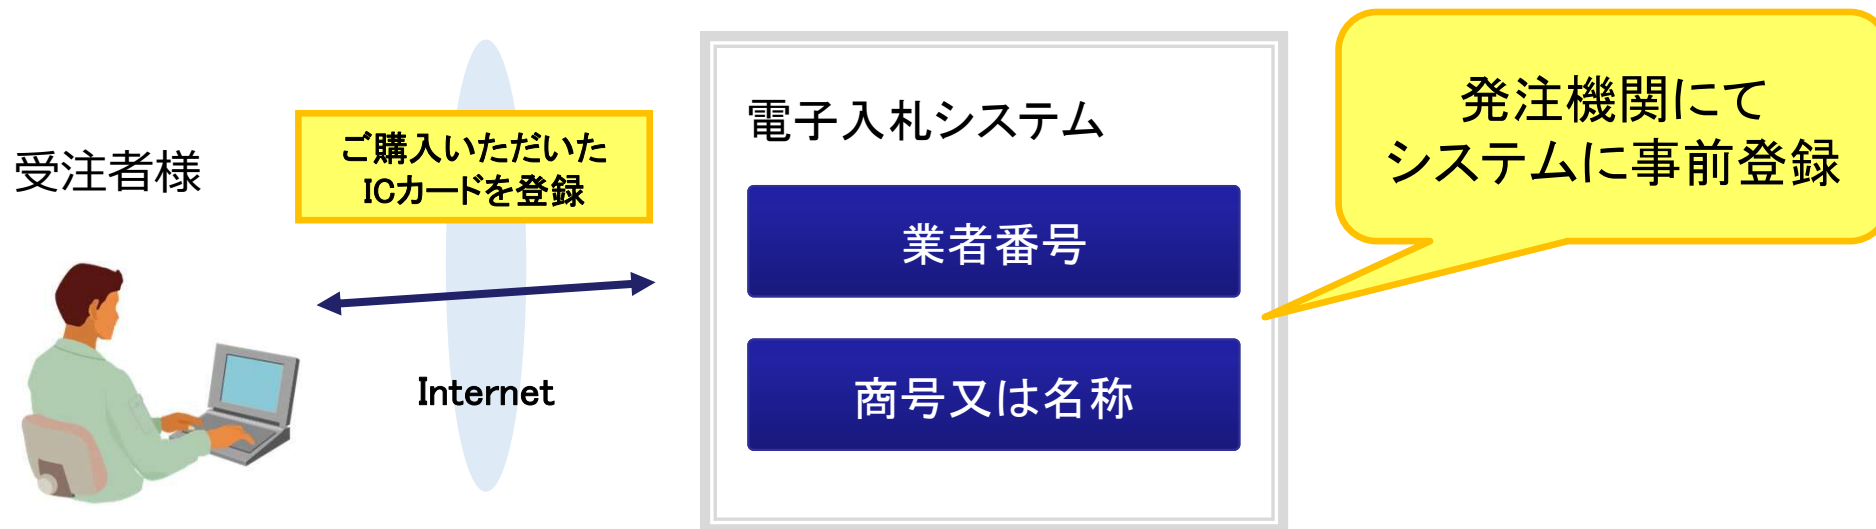 受注者様
ご購入いただいた
ICカードを登録
Internet
電子入札システム
業者番号
商号又は名称
発注機関にて
システムに事前登録